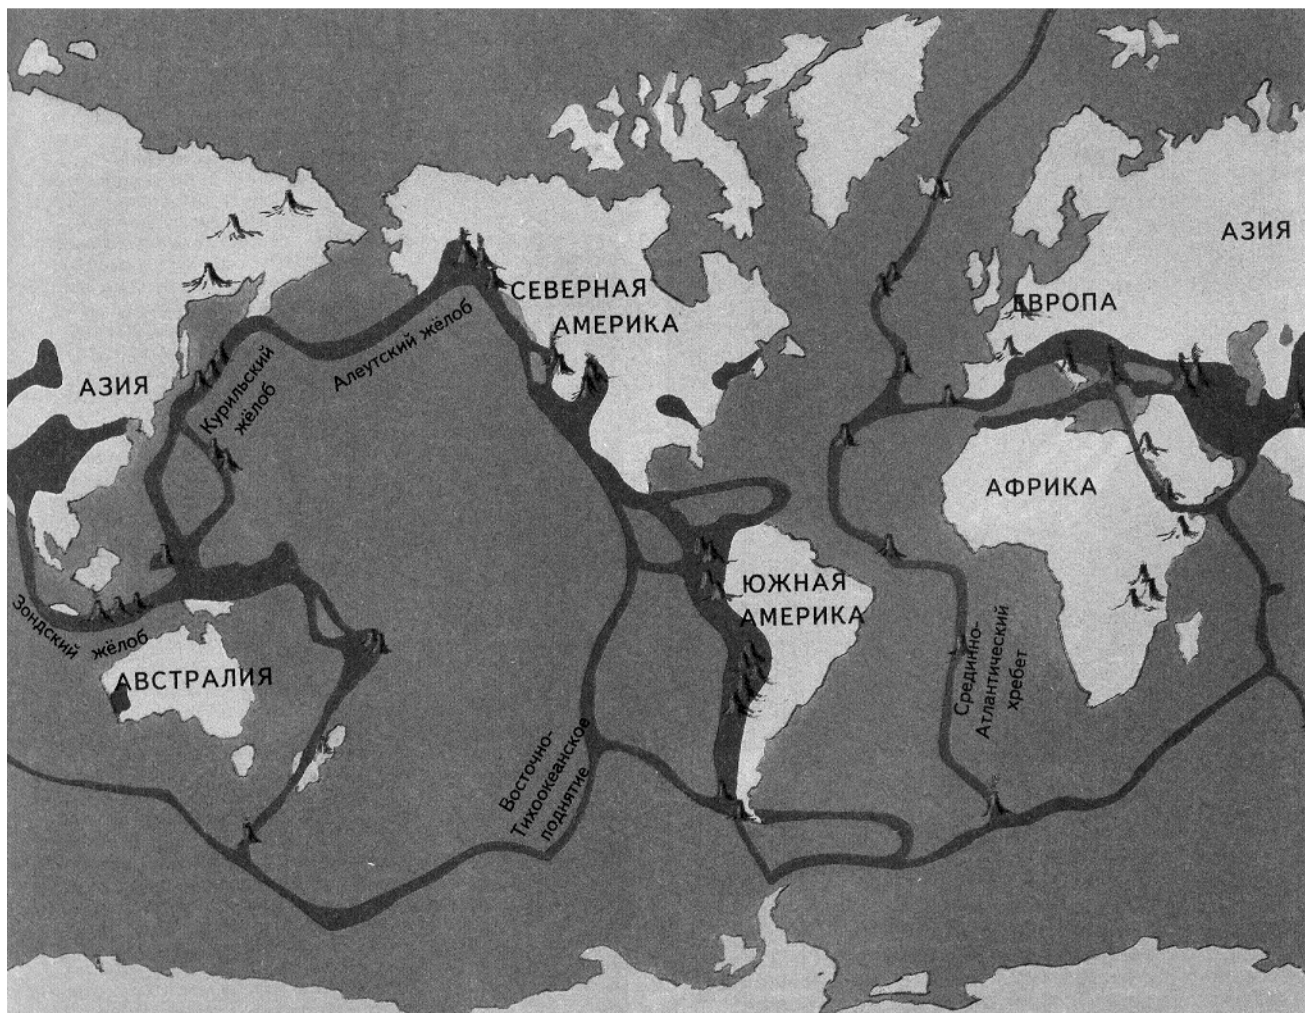 АЗИЯ
СЕВЕРНАЯ
АМЕРИКА
ЕВРОПА
Алеутский жёлоб
Курильский
жёлоб
АЗИЯ
АФРИКА
ЮЖНАЯ
АМЕРИКА
Зондский жёлоб
АВСТРАЛИЯ
Срединно-
Атлантический
хребет
Восточно-
Тихоокеанское
поднятие